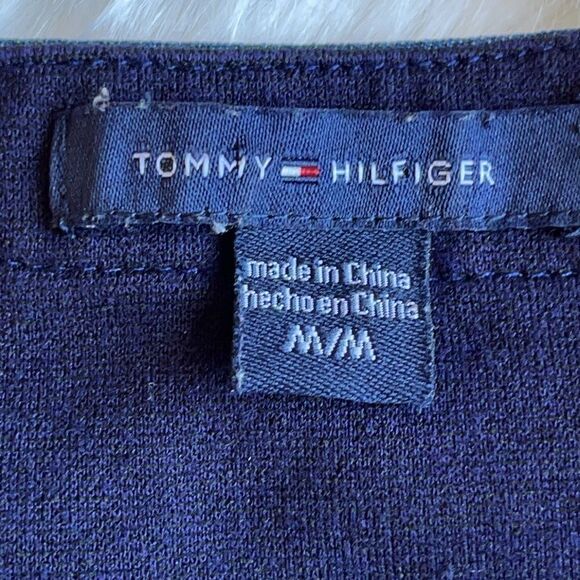 TOMMY HILFIGER
made in China
hecho en China
M/M